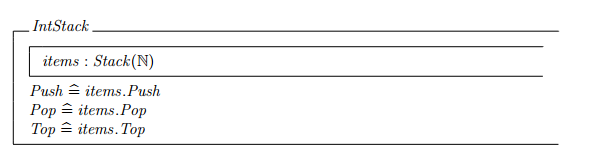 IntStack
items : Stack(ℕ)
Push ≙ items.Push
Pop ≙ items.Pop
Top ≙ items.Top